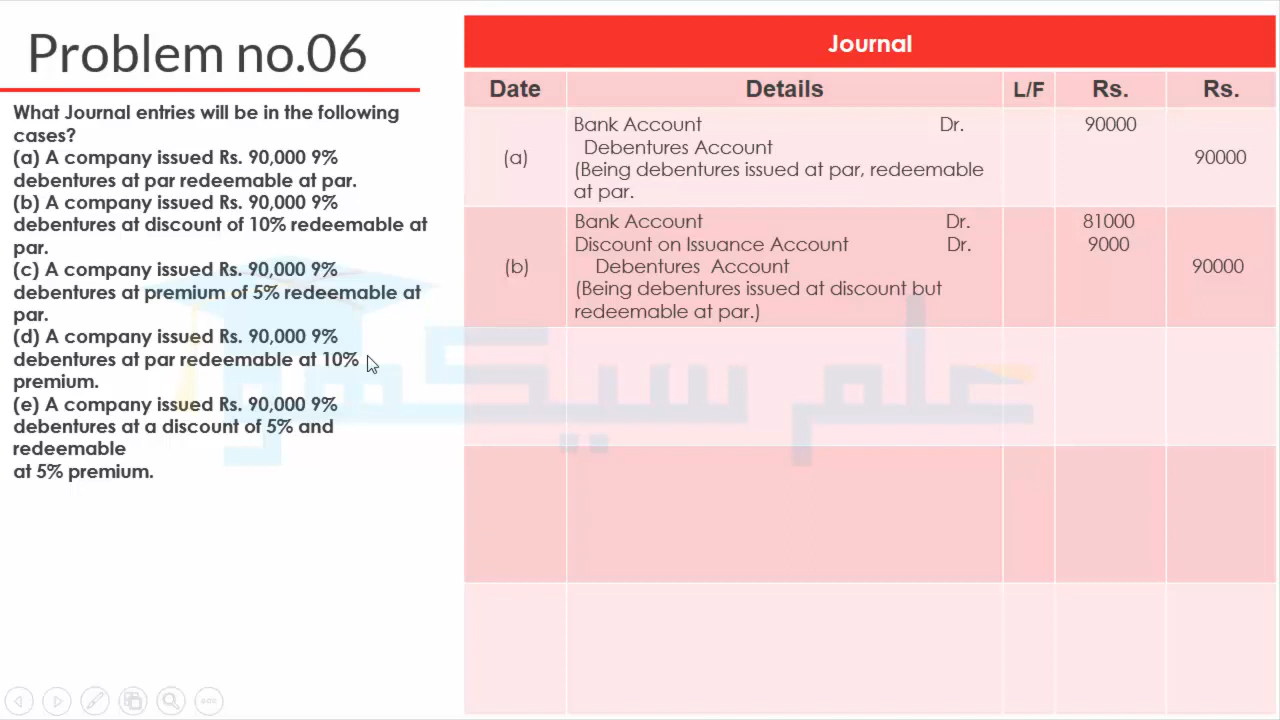 Problem no.06
What Journal entries will be in the following
cases?
(a) A company issued Rs. 90,000 9%
debentures at par redeemable at par.
(b) A company issued Rs. 90,000 9%
debentures at discount of 10% redeemable at
par.
(c) A company issued Rs. 90,000 9%
debentures at premium of 5% redeemable at
par.
(d) A company issued Rs. 90,000 9%
debentures at par redeemable at 10%
premium.
(e) A company issued Rs. 90,000 9%
debentures at a discount of 5% and
redeemable
at 5% premium.
Journal
Date Details L/F Rs. Rs.
Bank Account Dr. 90000
Debentures Account
(a) 90000
(Being debentures issued at par, redeemable
at par.
Bank Account Dr. 81000
Discount on Issuance Account Dr. 9000
(b) Debentures Account 90000
(Being debentures issued at discount but
redeemable at par.)
علم سیکھو